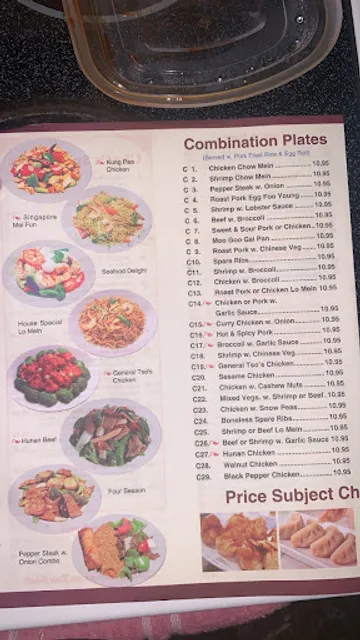 Kung Pao
Chicken
Singapore
Mei Fun
Seafood Delight
House Special
Lo Mein
General Tso's
Chicken
Hunan Beef
Four Season
Pepper Steak w.
Onion Combo
Combination Plates
(Served w. Pork Fried Rice & Egg Roll)
C 1. Chicken Chow Mein 10.95
C 2. Shrimp Chow Mein 10.95
C 3. Pepper Steak w. Onion 10.95
C 4. Roast Pork Egg Foo Young 10.95
C 5. Shrimp w. Lobster Sauce 10.95
C 6. Beef w. Broccoli 10.95
C 7. Sweet & Sour Pork or Chicken 10.95
C 8. Moo Goo Gai Pan 10.95
C 9. Roast Pork w. Chinese Veg 10.95
C10. Spare Ribs 10.95
C11. Shrimp w. Broccoli 10.95
C12. Chicken w. Broccoli 10.95
C13. Roast Pork or Chicken Lo Mein 10.95
C14. Chicken or Pork w.
Garlic Sauce 10.95
C15. Curry Chicken w. Onion 10.95
C16. Hot & Spicy Pork 10.95
C17. Broccoli w. Garlic Sauce 10.95
C18. Shrimp w. Chinese Veg 10.95
C19. General Tso's Chicken 10.95
C20. Sesame Chicken 10.95
C21. Chicken w. Cashew Nuts 10.95
C22. Mixed Vegs. w. Shrimp or Beef 10.95
C23. Chicken w. Snow Peas 10.95
C24. Boneless Spare Ribs 10.95
C25. Shrimp or Beef Lo Mein 10.95
C26. Beef or Shrimp w. Garlic Sauce 10.95
C27. Hunan Chicken 10.95
C28. Walnut Chicken 10.95
C29. Black Pepper Chicken 10.95
Price Subject Ch